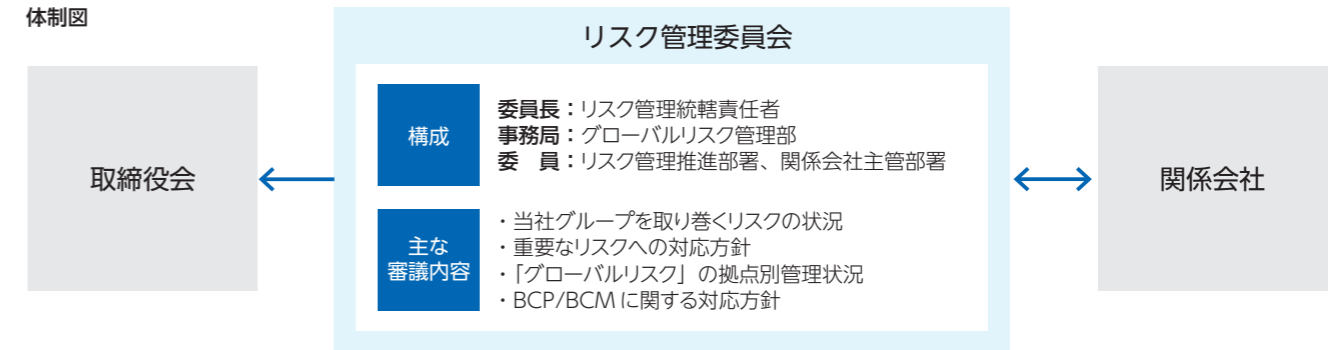 体制図
リスク管理委員会
取締役会
構成
委員長：リスク管理統轄責任者
事務局：グローバルリスク管理部
委　員：リスク管理推進部署、関係会社主管部署
主な
審議内容
・当社グループを取り巻くリスクの状況
・重要なリスクへの対応方針
・「グローバルリスク」の拠点別管理状況
・BCP/BCMに関する対応方針
関係会社